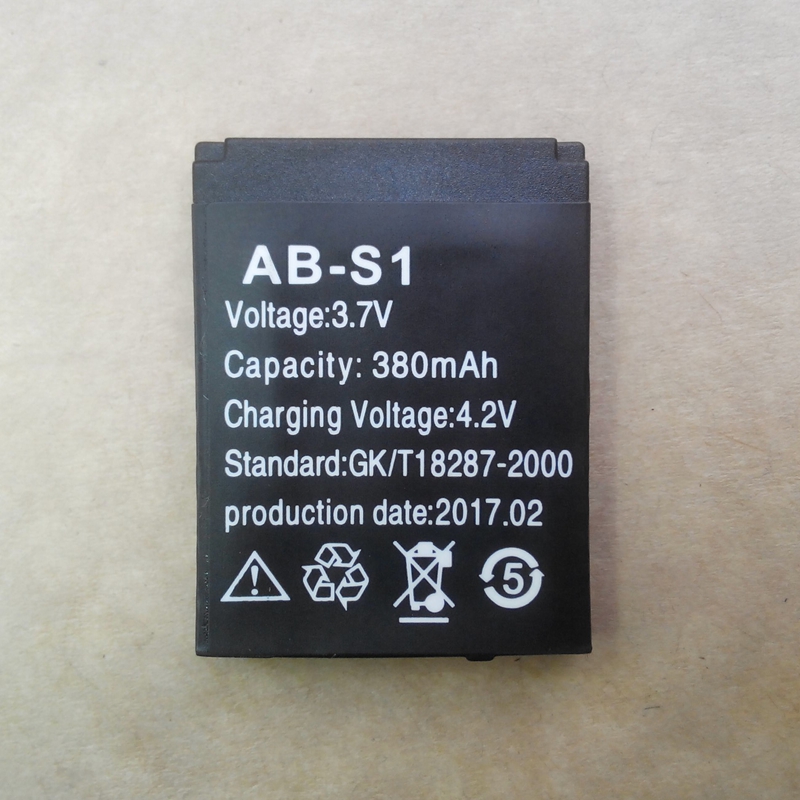 AB-S1
Voltage:3.7V
Capacity: 380mAh
Charging Voltage:4.2V
Standard:GK/T18287-2000
production date:2017.02
5